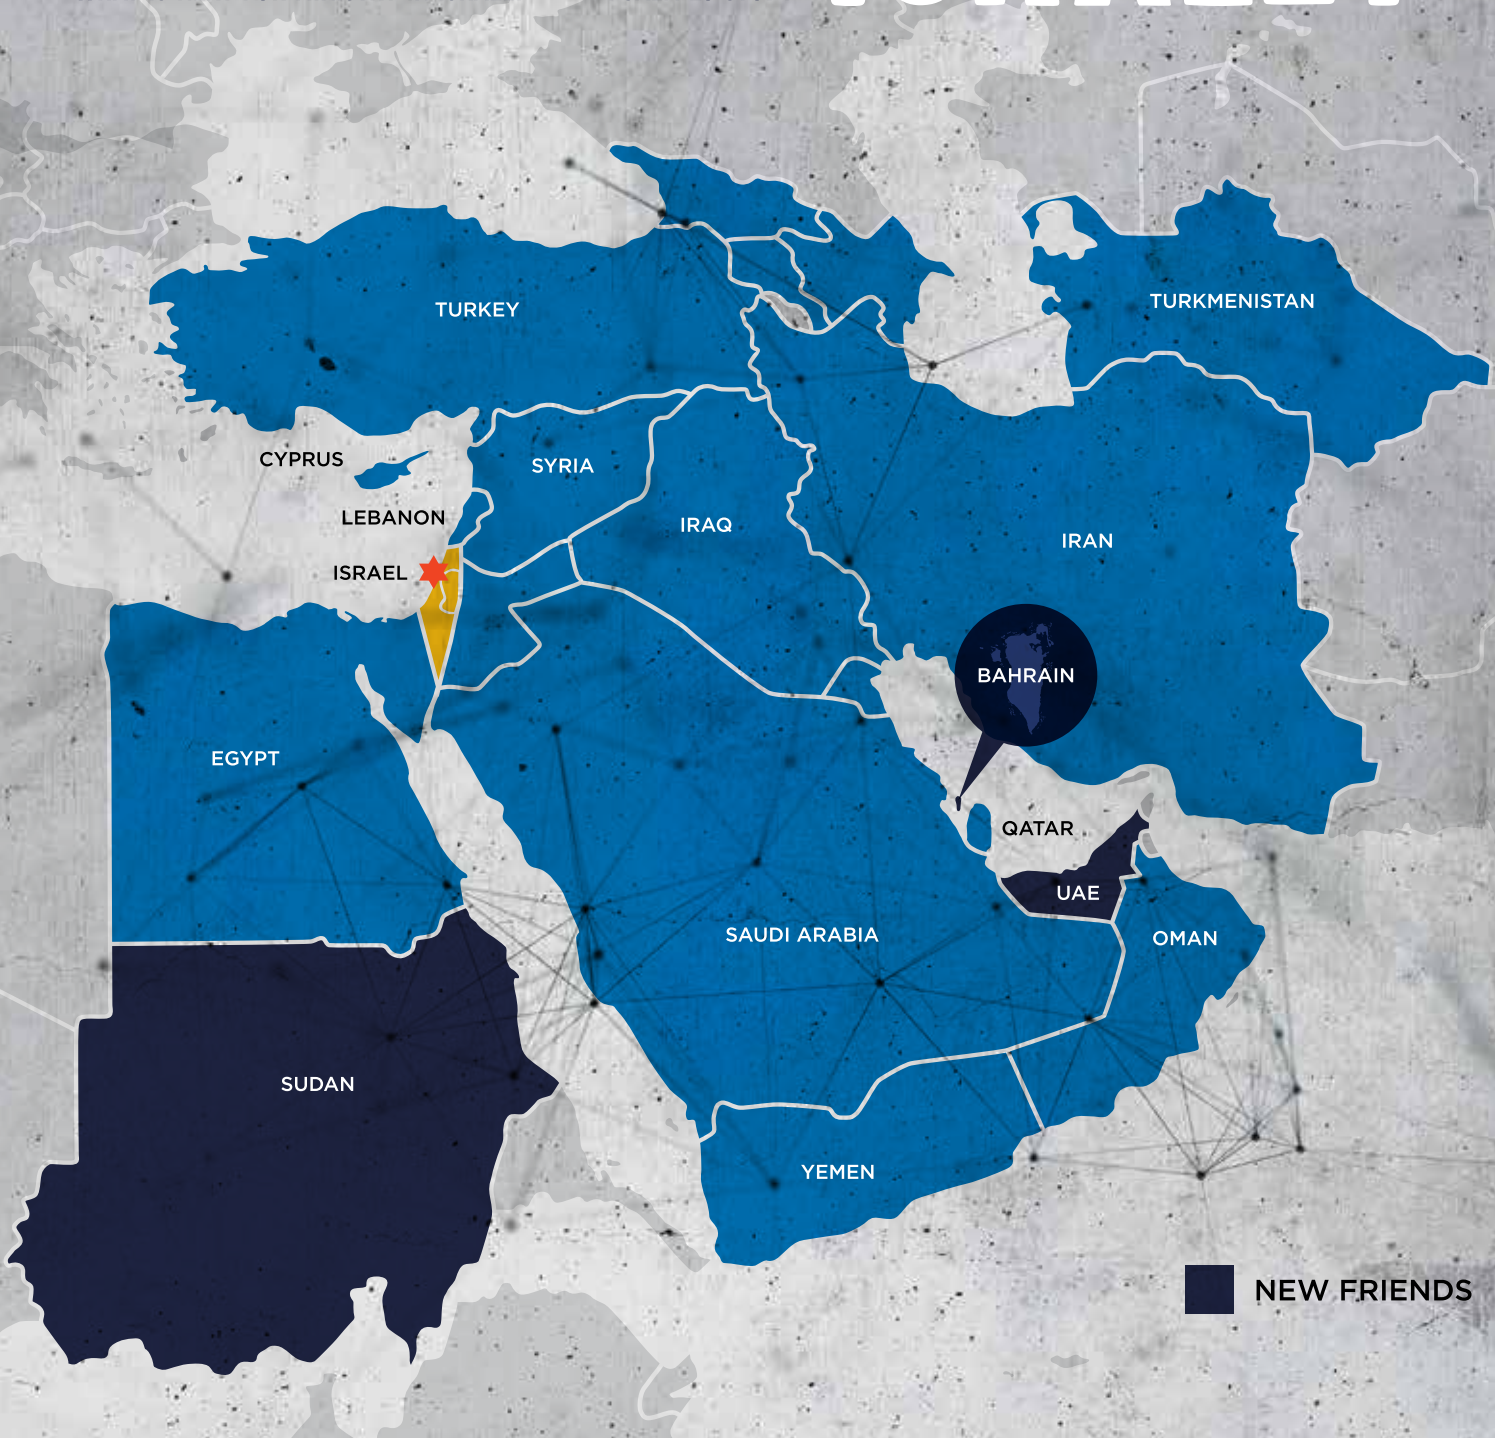 TURKEY
TURKMENISTAN
CYPRUS
SYRIA
LEBANON
IRAQ
IRAN
ISRAEL
BAHRAIN
EGYPT
QATAR
UAE
SAUDI ARABIA
OMAN
SUDAN
YEMEN
NEW FRIENDS